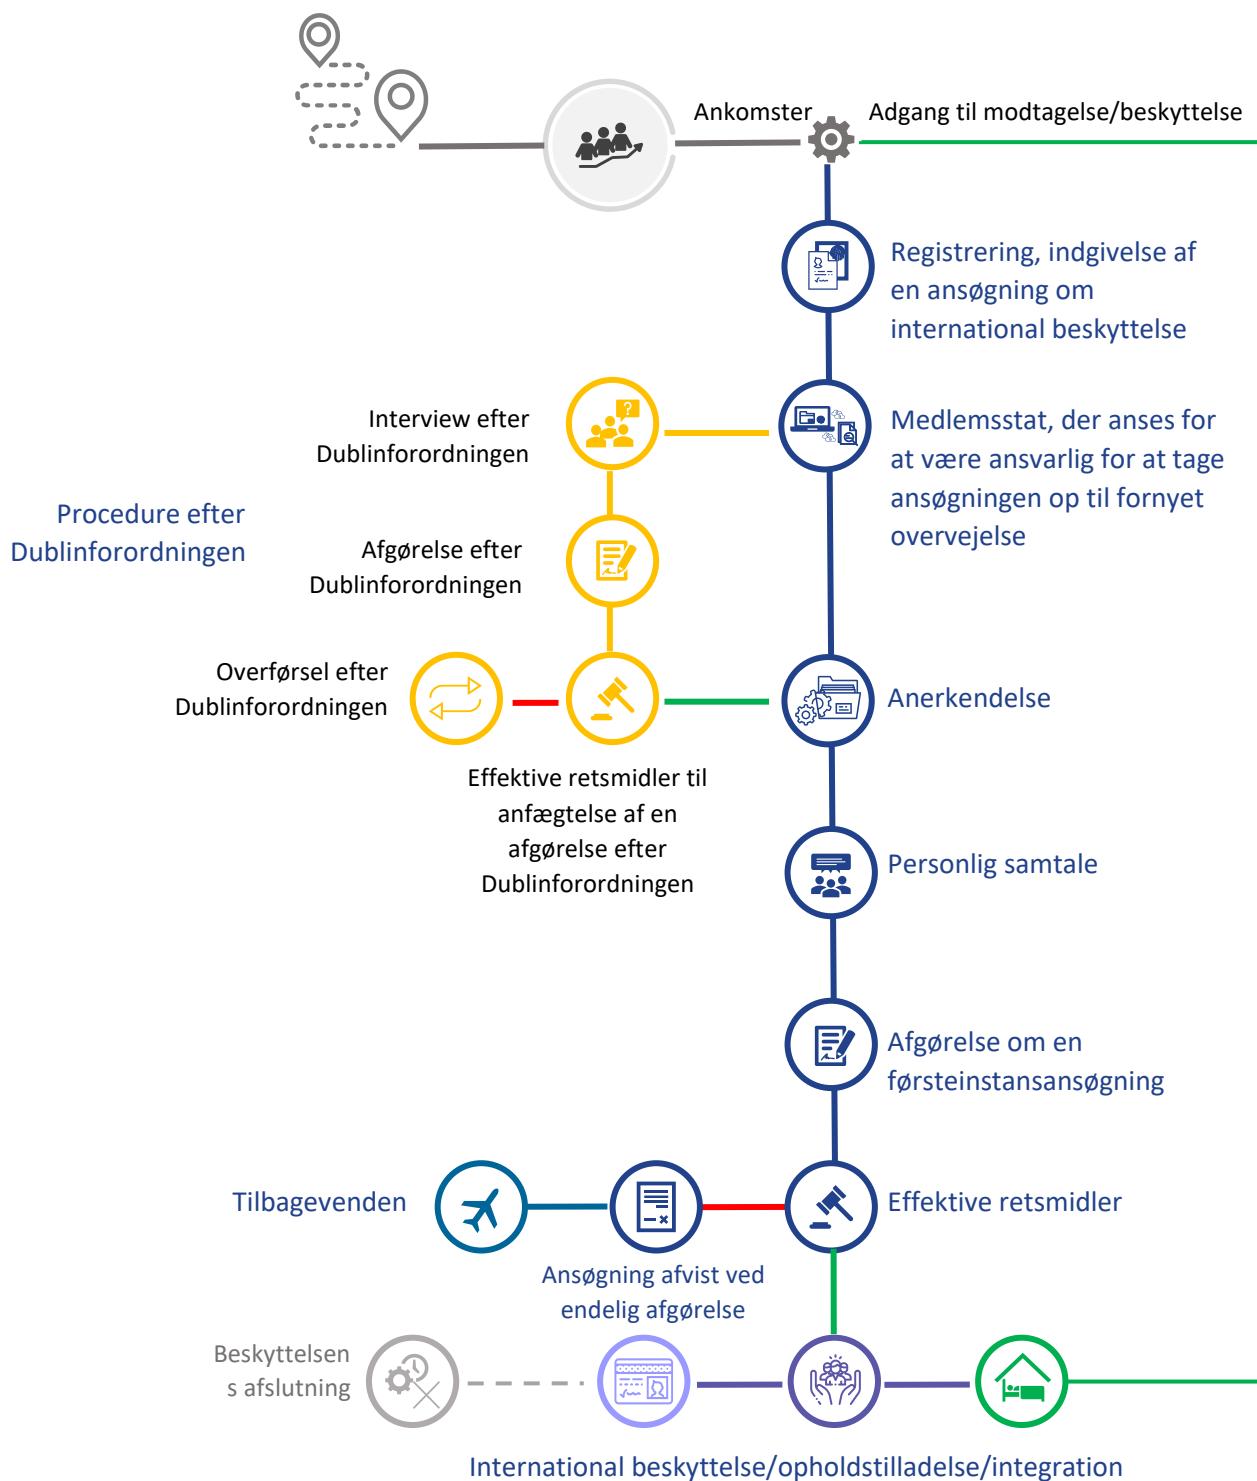 Ankomster
Adgang til modtagelse/beskyttelse
Registrering, indgivelse af
en ansøgning om
international beskyttelse
Interview efter
Dublinforordningen
Medlemsstat, der anses for
at være ansvarlig for at tage
ansøgningen op til fornyet
overvejelse
Procedure efter
Dublinforordningen
Afgørelse efter
Dublinforordningen
Overførsel efter
Dublinforordningen
Anerkendelse
Effektive retsmidler til
anfægtelse af en
afgørelse efter
Dublinforordningen
Personlig samtale
Afgørelse om en
førsteinstansansøgning
Tilbagevenden
Effektive retsmidler
Ansøgning afvist ved
endelig afgørelse
Beskyttelsen
s afslutning
International beskyttelse/opholdstilladelse/integration